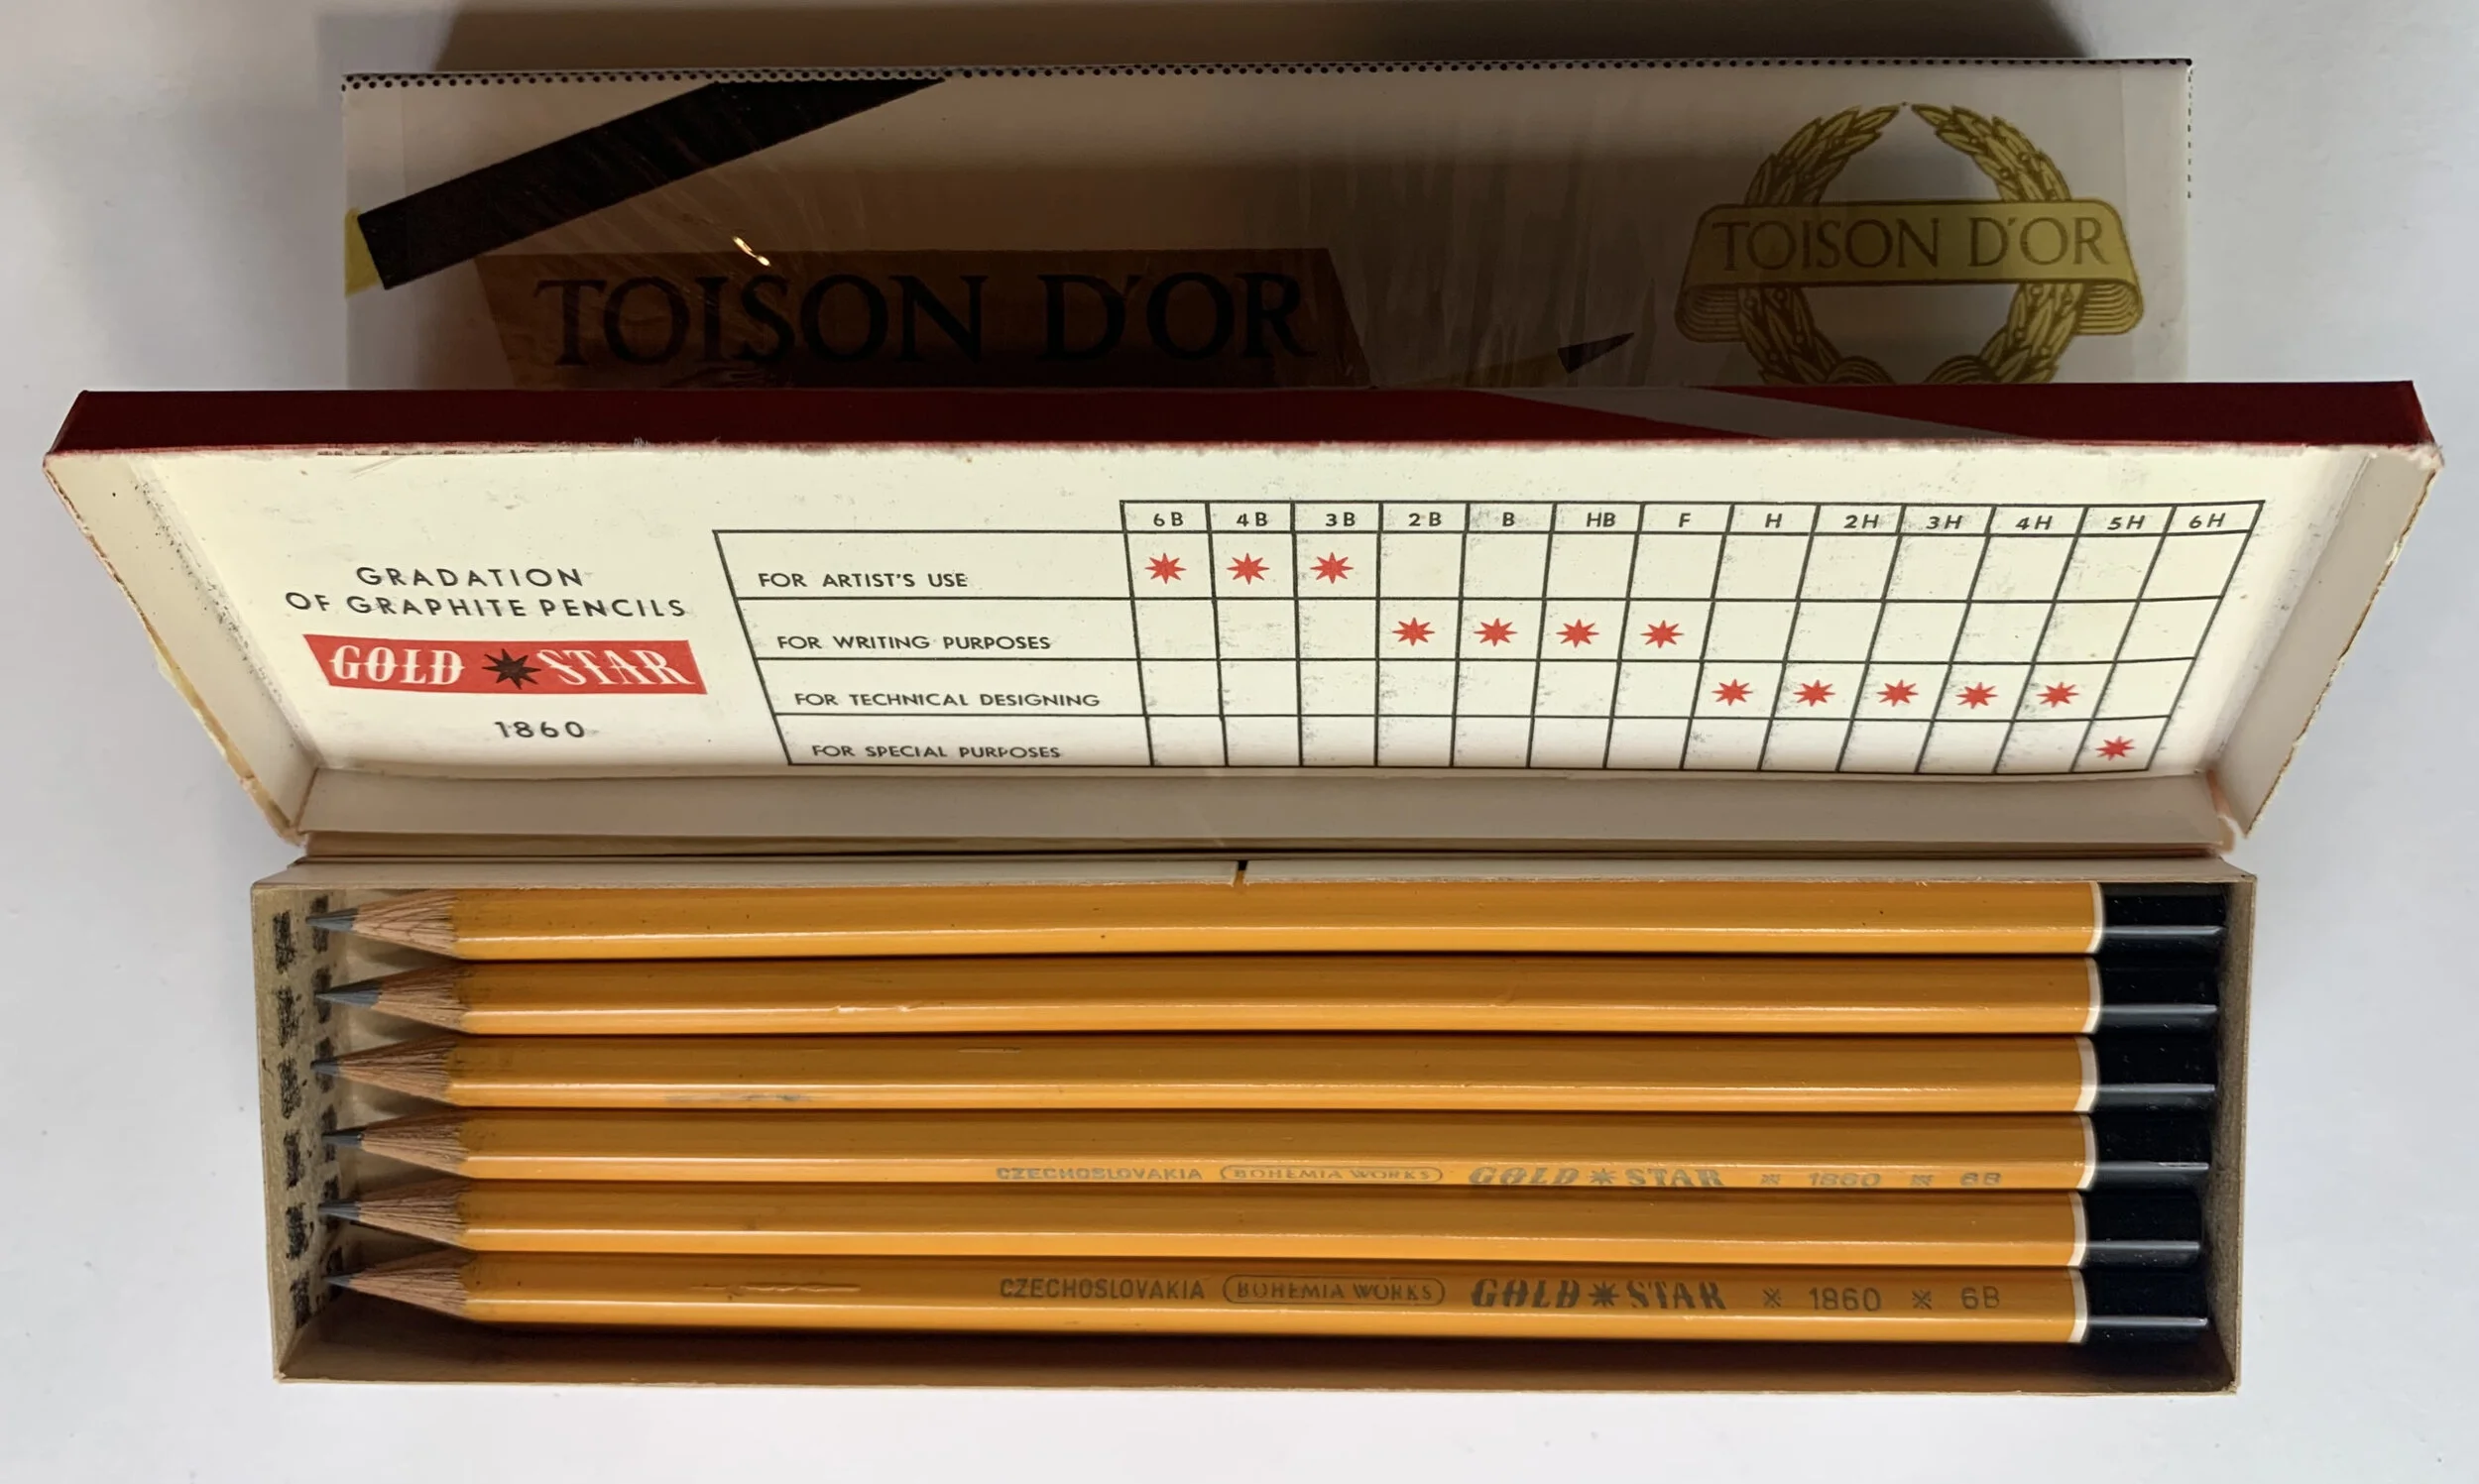 TOISON D'OR
TOISON D'OR
GRADATION
OF GRAPHITE PENCILS
GOLD STAR
1860
6B 4B 3B 2B B HB F H 2H 3H 4H 5H 6H
FOR ARTIST'S USE
FOR WRITING PURPOSES
FOR TECHNICAL DESIGNING
FOR SPECIAL PURPOSES
CZECHOSLOVAKIA BOHEMIA WORKS GOLD STAR 1860 6B
CZECHOSLOVAKIA BOHEMIA WORKS GOLD STAR 1860 6B